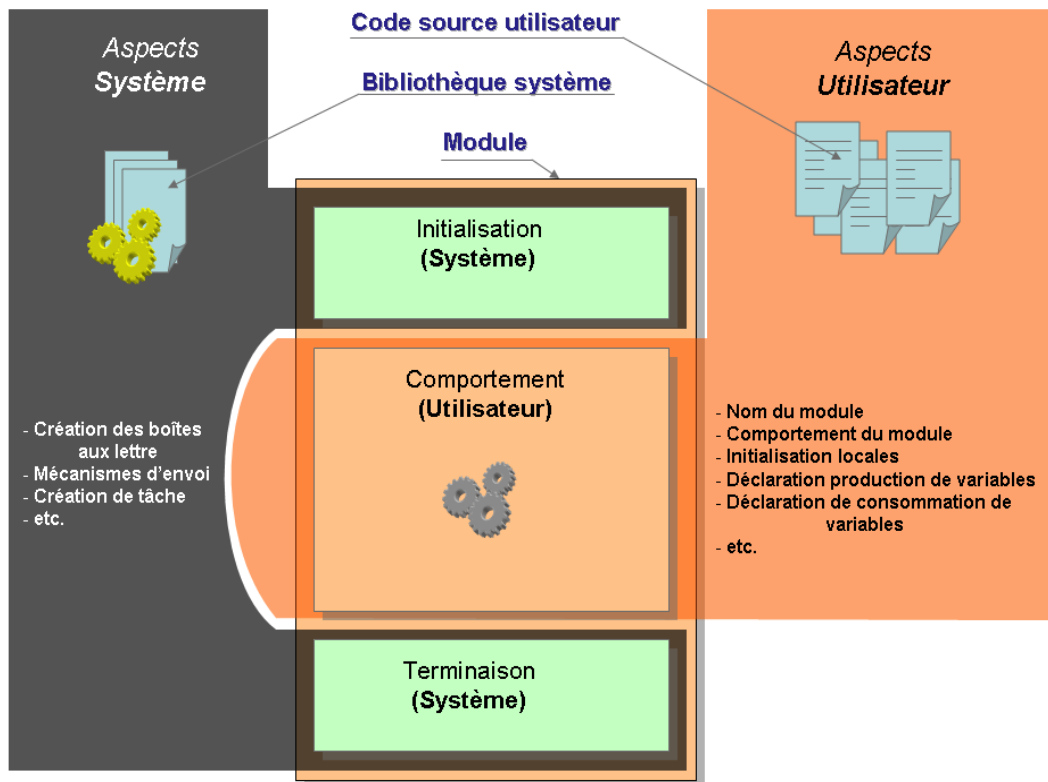 Code source utilisateur
Bibliothèque système
Module
Aspects
Système
- Création des boîtes
aux lettre
- Mécanismes d'envoi
- Création de tâche
- etc.
Initialisation
(Système)
Comportement
(Utilisateur)
Terminaison
(Système)
Aspects
Utilisateur
- Nom du module
- Comportement du module
- Initialisation locales
- Déclaration production de variables
- Déclaration de consommation de
variables
- etc.